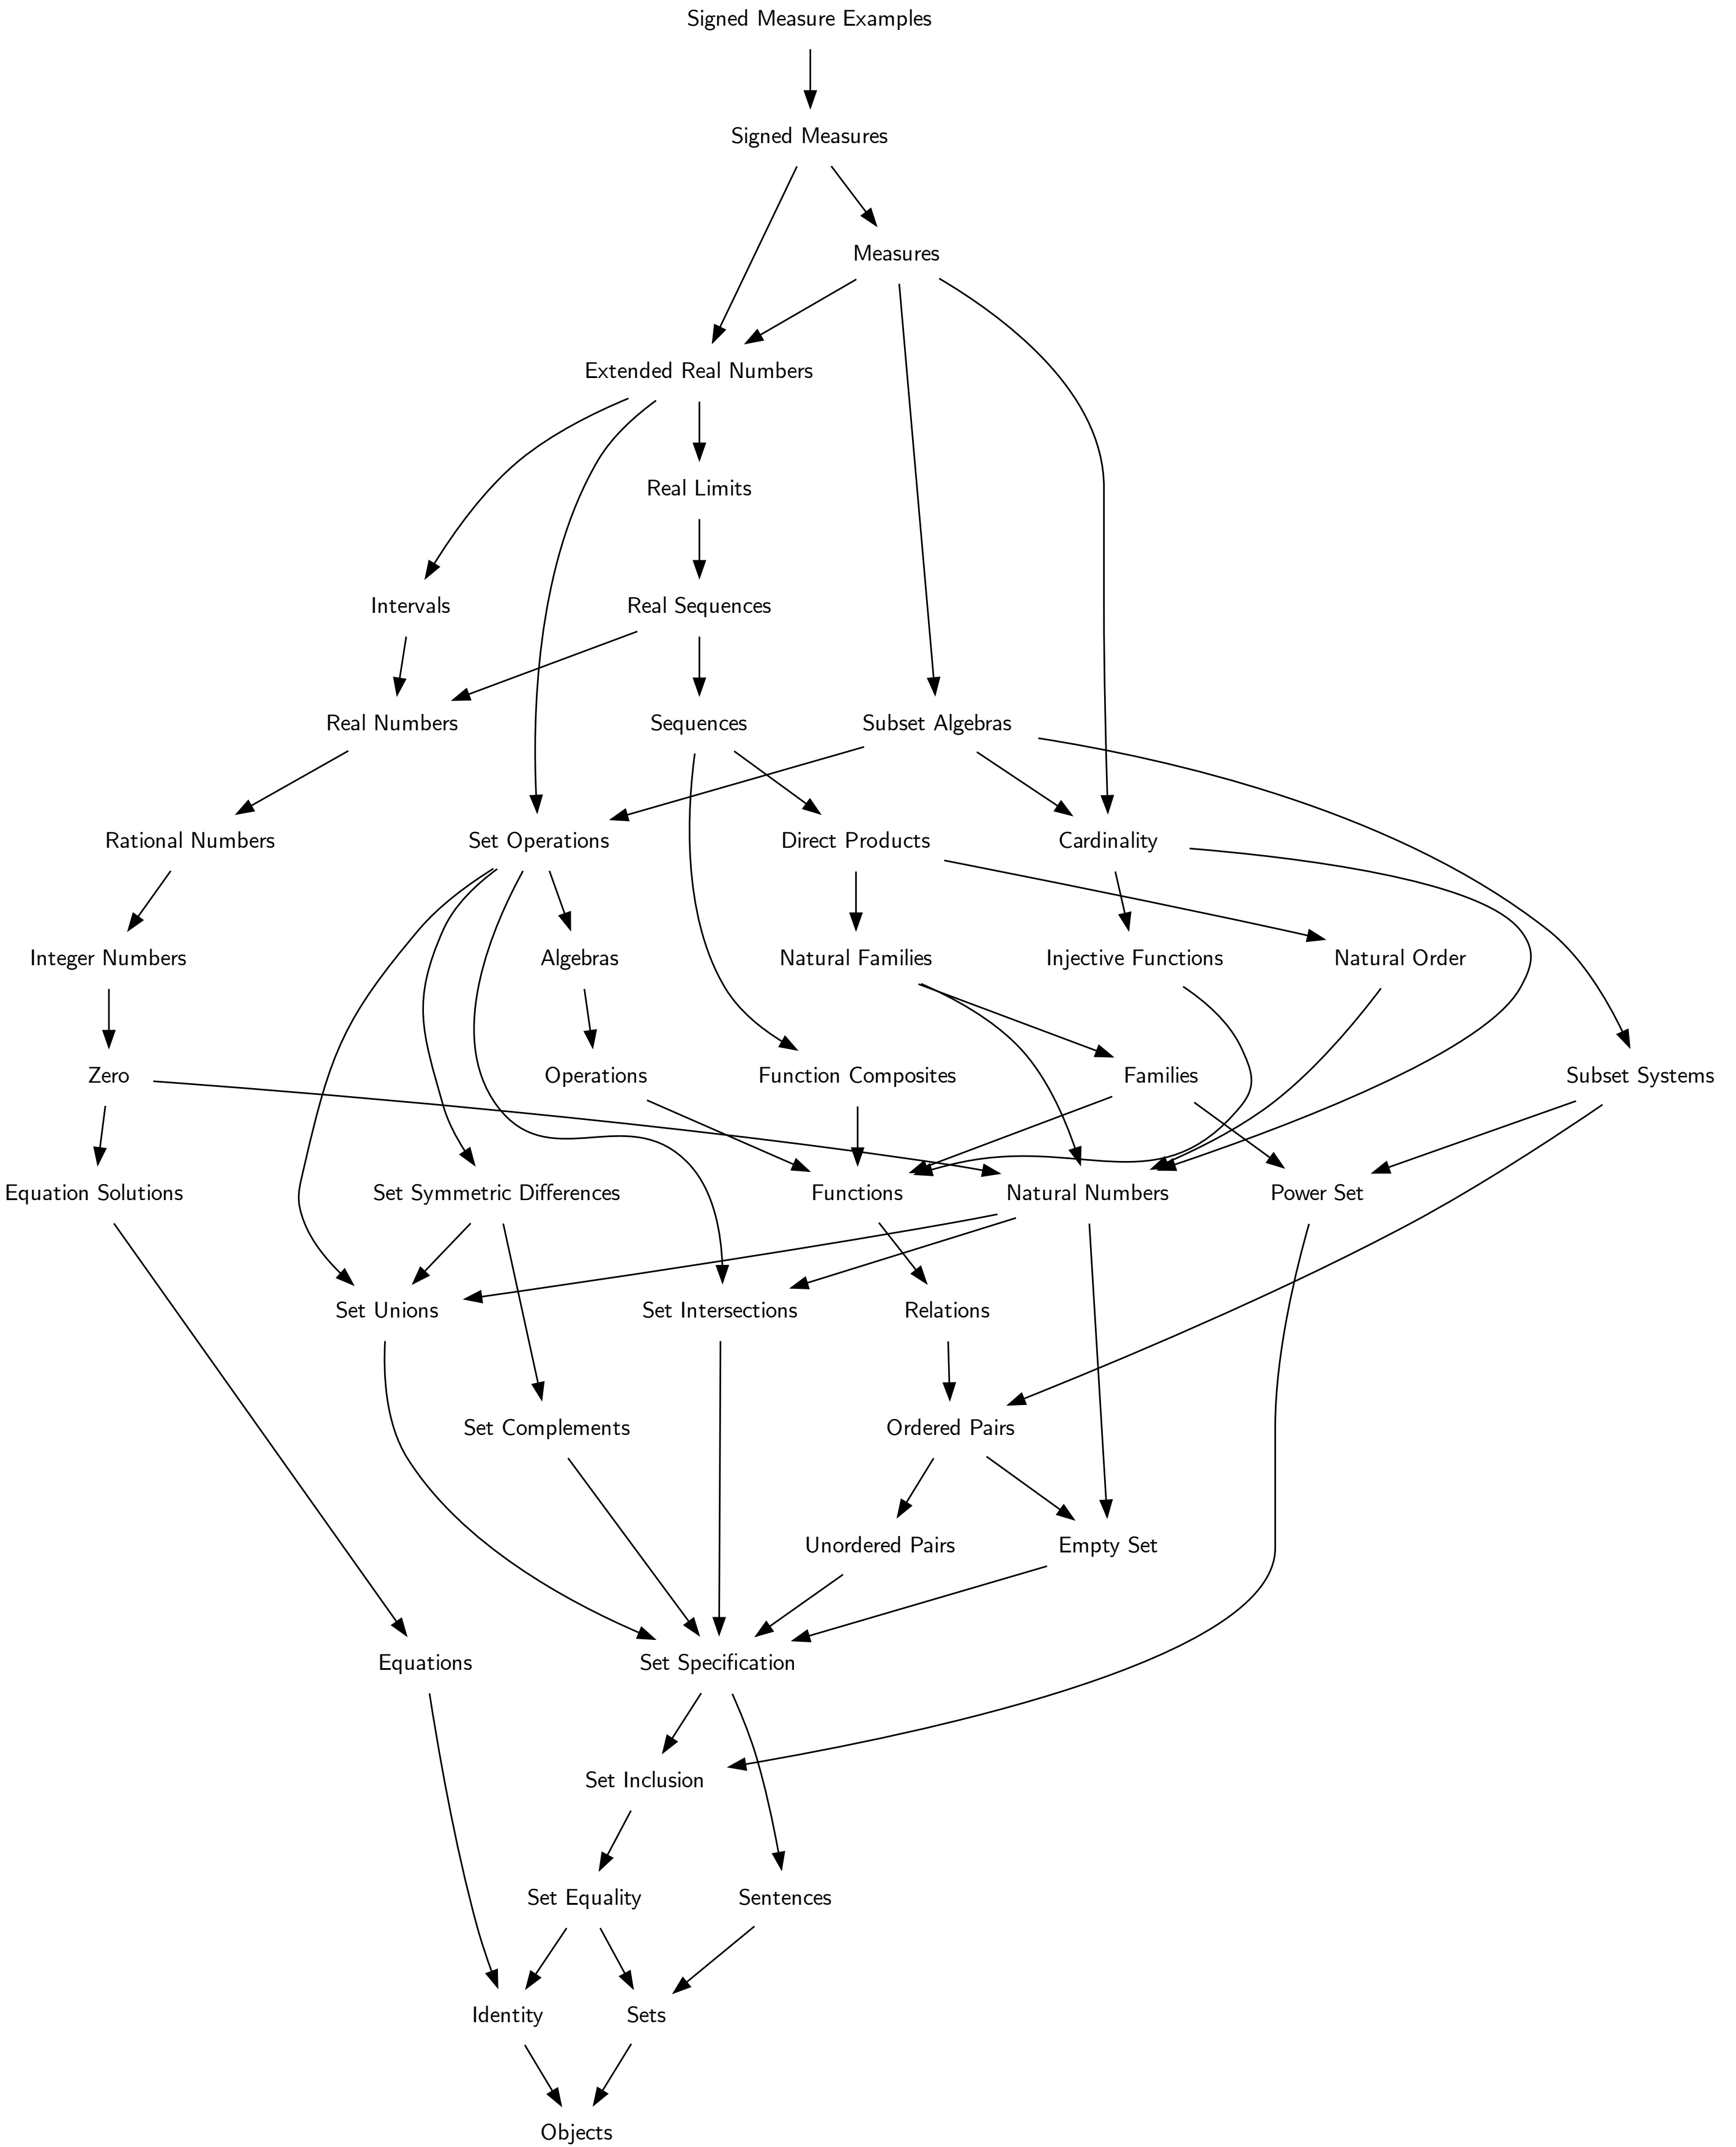 Signed Measure Examples
Signed Measures
Measures
Extended Real Numbers
Real Limits
Intervals
Real Sequences
Real Numbers
Sequences
Subset Algebras
Rational Numbers
Set Operations
Direct Products
Cardinality
Integer Numbers
Algebras
Natural Families
Injective Functions
Natural Order
Zero
Operations
Function Composites
Families
Subset Systems
Equation Solutions
Set Symmetric Differences
Functions
Natural Numbers
Power Set
Set Unions
Set Intersections
Relations
Set Complements
Ordered Pairs
Unordered Pairs
Empty Set
Equations
Set Specification
Set Inclusion
Set Equality
Sentences
Identity
Sets
Objects